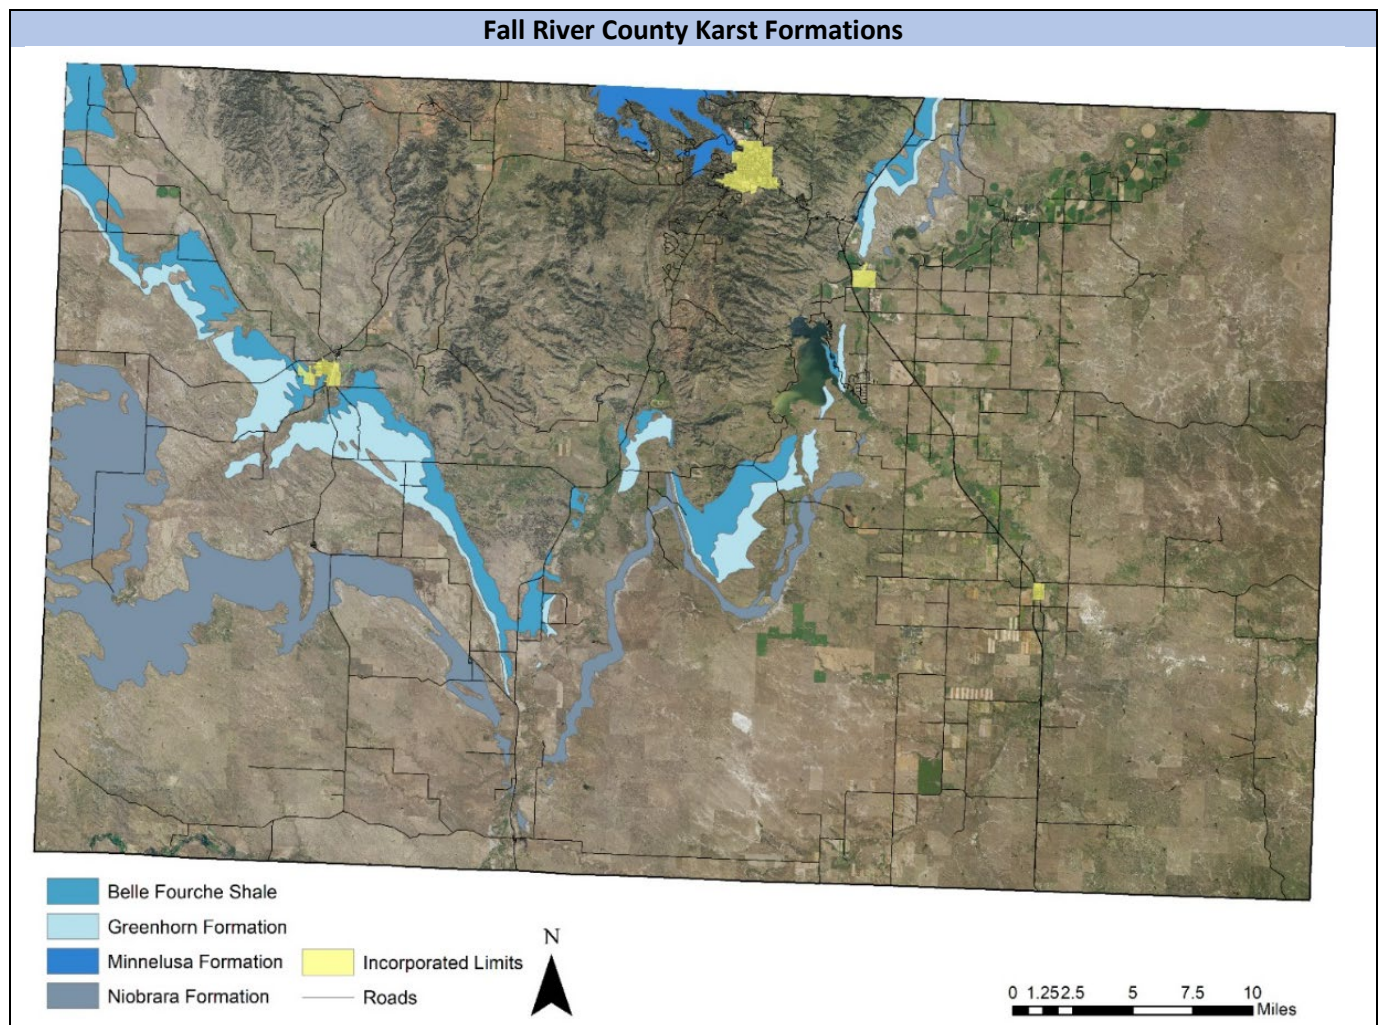 Fall River County Karst Formations
Belle Fourche Shale
Greenhorn Formation
Minnelusa Formation
Niobrara Formation
Incorporated Limits
Roads
N
0 1.25 2.5 5 7.5 10
Miles